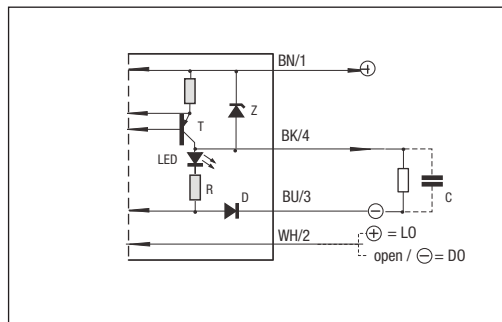 BN/1
+
T
Z
BK/4
LED
R
D
BU/3
C
−
WH/2
+ = LO
open / − = DO